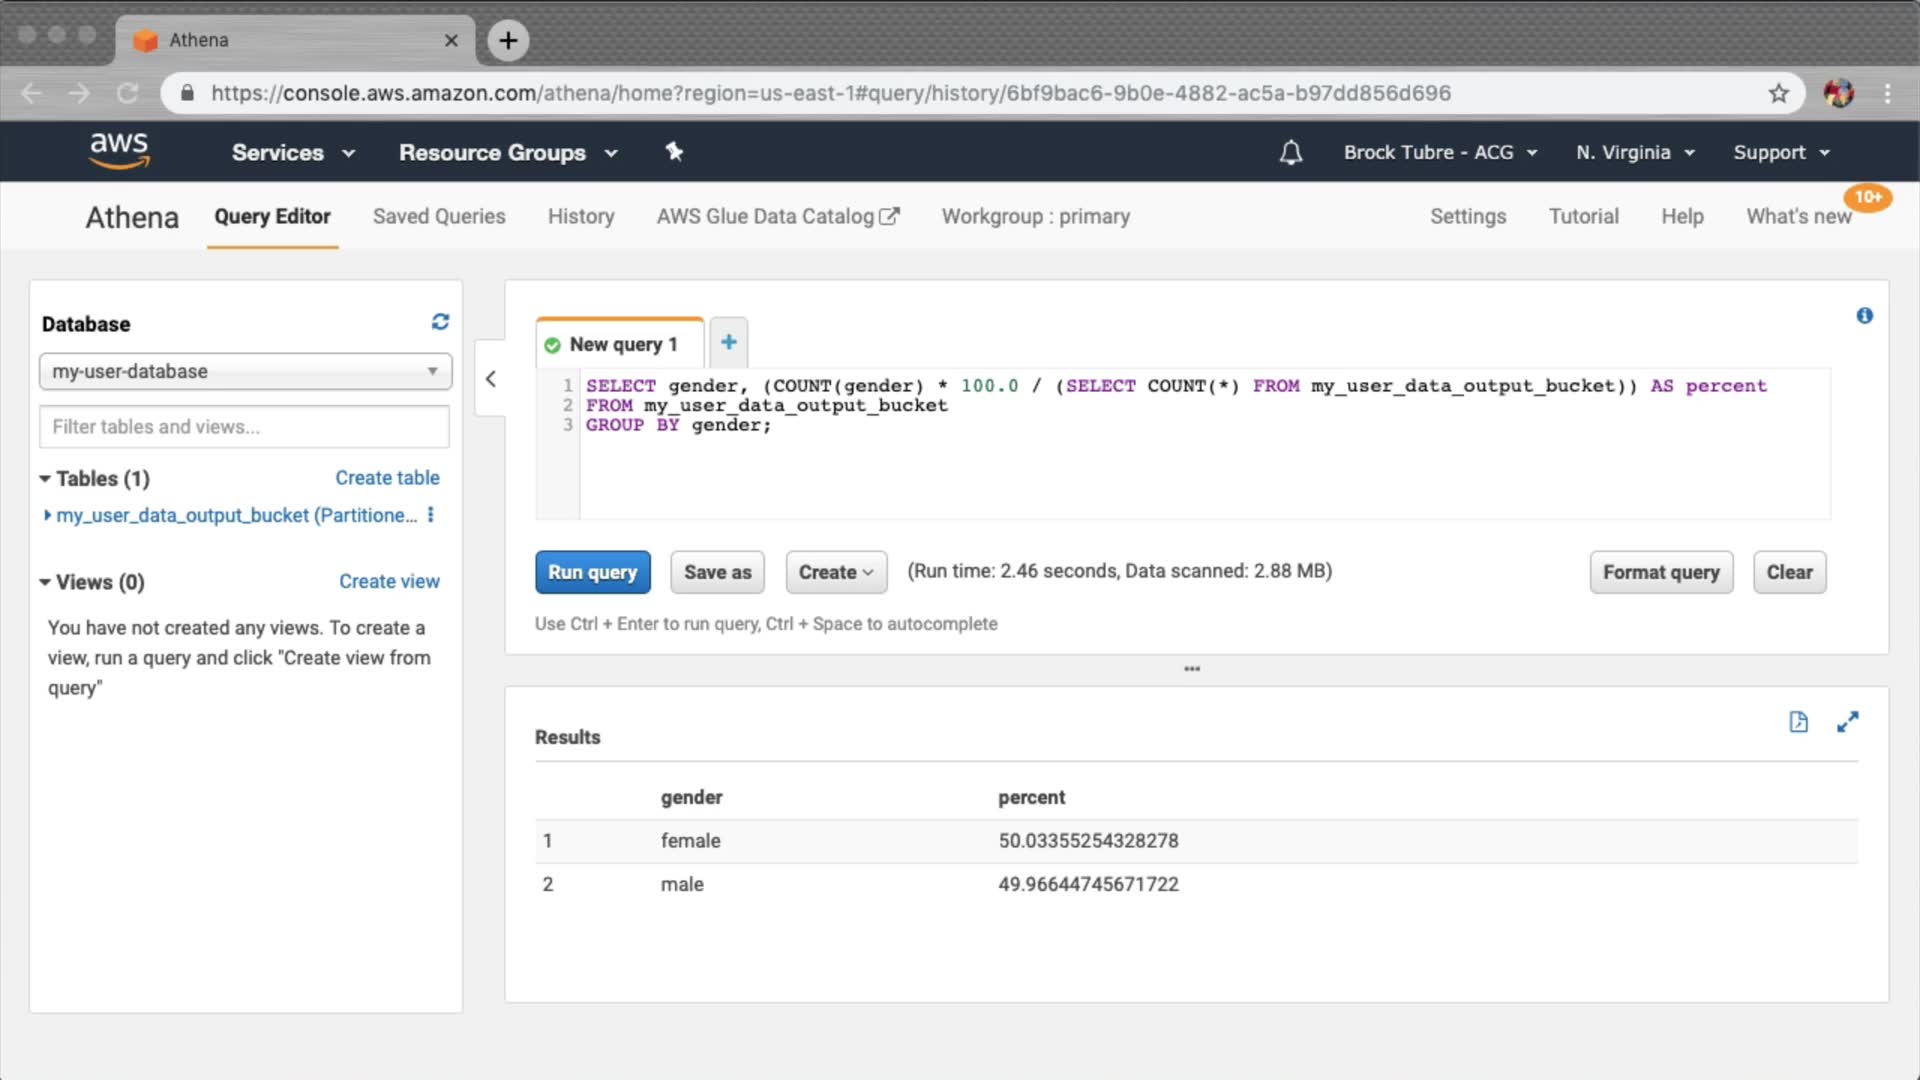 Athena
https://console.aws.amazon.com/athena/home?region=us-east-1#query/history/6bf9bac6-9b0e-4882-ac5a-b97dd856d696
aws Services Resource Groups Brock Tubre - ACG N. Virginia Support
Athena Query Editor Saved Queries History AWS Glue Data Catalog Workgroup : primary Settings Tutorial Help What's new 10+
Database
my-user-database
Filter tables and views...
Tables (1) Create table
my_user_data_output_bucket (Partitione...
Views (0) Create view
You have not created any views. To create a
view, run a query and click "Create view from
query"
New query 1
1 SELECT gender, (COUNT(gender) * 100.0 / (SELECT COUNT(*) FROM my_user_data_output_bucket)) AS percent
2 FROM my_user_data_output_bucket
3 GROUP BY gender;
Run query Save as Create (Run time: 2.46 seconds, Data scanned: 2.88 MB) Format query Clear
Use Ctrl + Enter to run query, Ctrl + Space to autocomplete
Results
gender percent
1 female 50.03355254328278
2 male 49.96644745671722